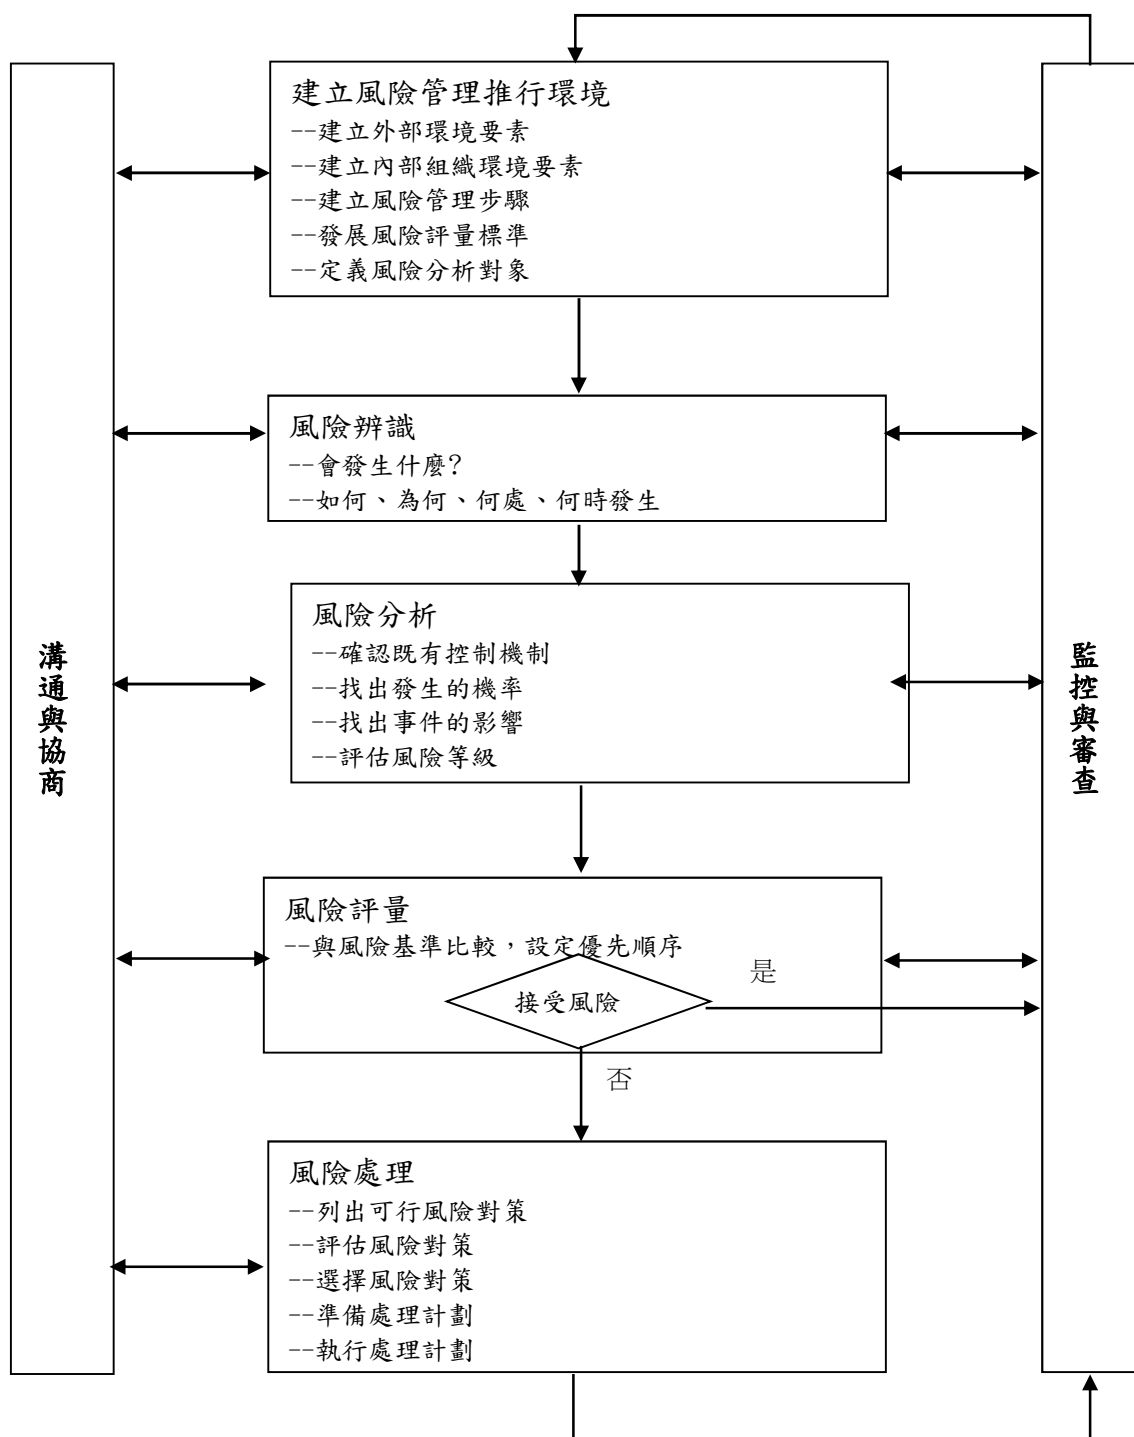 建立風險管理推行環境
--建立外部環境要素
--建立內部組織環境要素
--建立風險管理步驟
--發展風險評量標準
--定義風險分析對象
風險辨識
--會發生什麼?
--如何、為何、何處、何時發生
溝通與協商
風險分析
--確認既有控制機制
--找出發生的機率
--找出事件的影響
--評估風險等級
監控與審查
風險評量
--與風險基準比較，設定優先順序
是
接受風險
否
風險處理
--列出可行風險對策
--評估風險對策
--選擇風險對策
--準備處理計劃
--執行處理計劃